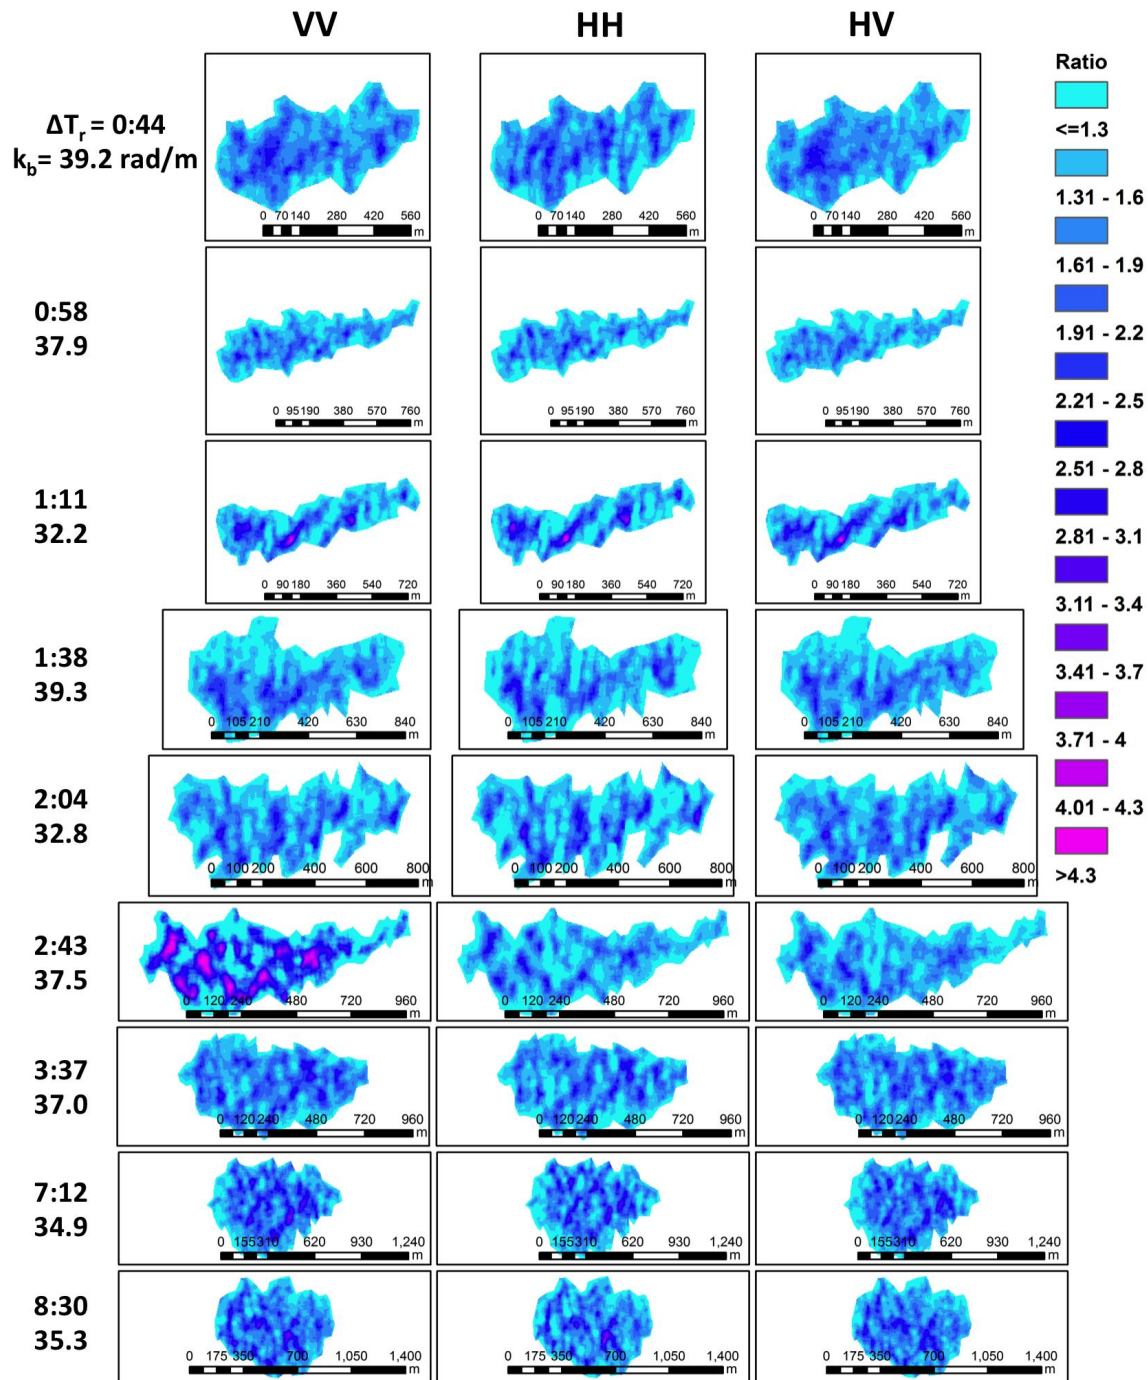 VV HH HV
Ratio
<=1.3
1.31 - 1.6
1.61 - 1.9
1.91 - 2.2
2.21 - 2.5
2.51 - 2.8
2.81 - 3.1
3.11 - 3.4
3.41 - 3.7
3.71 - 4
4.01 - 4.3
>4.3
ΔTr = 0:44
kb= 39.2 rad/m
0 70 140 280 420 560 m
0 70 140 280 420 560 m
0 70 140 280 420 560 m
0:58
37.9
0 95 190 380 570 760 m
0 95 190 380 570 760 m
0 95 190 380 570 760 m
1:11
32.2
0 90 180 360 540 720 m
0 90 180 360 540 720 m
0 90 180 360 540 720 m
1:38
39.3
0 105 210 420 630 840 m
0 105 210 420 630 840 m
0 105 210 420 630 840 m
2:04
32.8
0 100 200 400 600 800 m
0 100 200 400 600 800 m
0 100 200 400 600 800 m
2:43
37.5
0 120 240 480 720 960 m
0 120 240 480 720 960 m
0 120 240 480 720 960 m
3:37
37.0
0 120 240 480 720 960 m
0 120 240 480 720 960 m
0 120 240 480 720 960 m
7:12
34.9
0 155 310 620 930 1,240 m
0 155 310 620 930 1,240 m
0 155 310 620 930 1,240 m
8:30
35.3
0 175 350 700 1,050 1,400 m
0 175 350 700 1,050 1,400 m
0 175 350 700 1,050 1,400 m